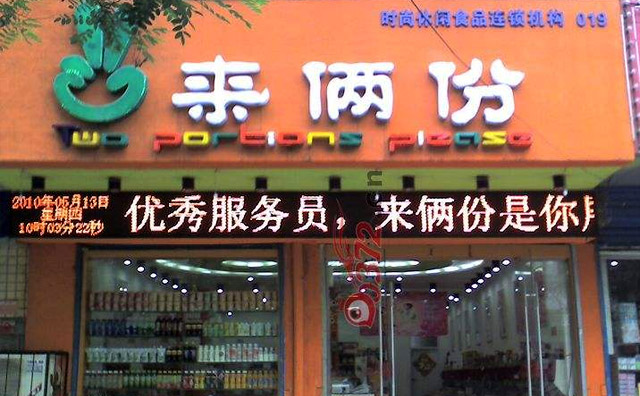 时尚休闲食品连锁机构 019
来俩份
Two portions please
2010年05月13日
星期四
10时03分22秒
优秀服务员，来俩份是你
0372.cn